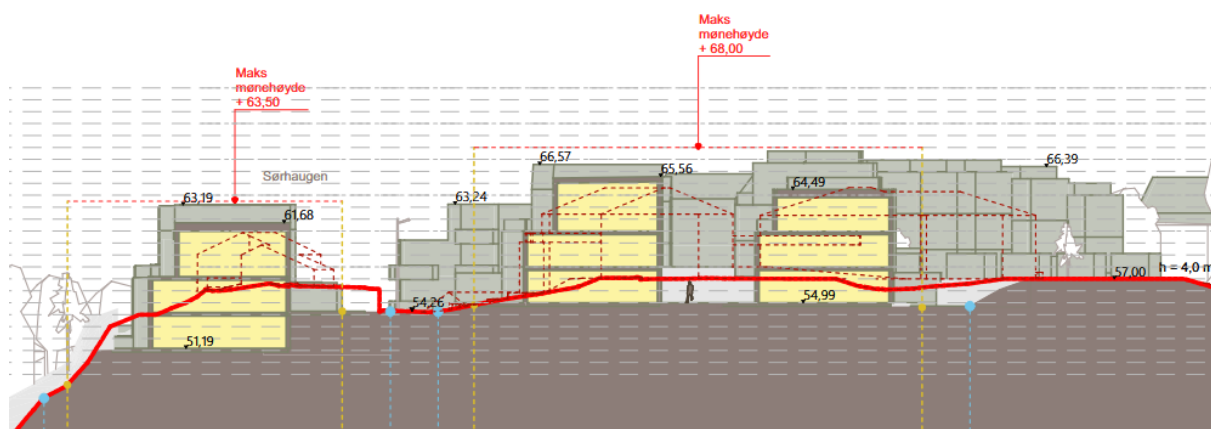 Maks
mønehøyde
+ 68,00
Maks
mønehøyde
+ 63,50
66,57
66,39
65,56
Sørhaugen
64,49
63,19
63,24
61,68
57,00
h = 4,0 m
54,26
54,99
51,19